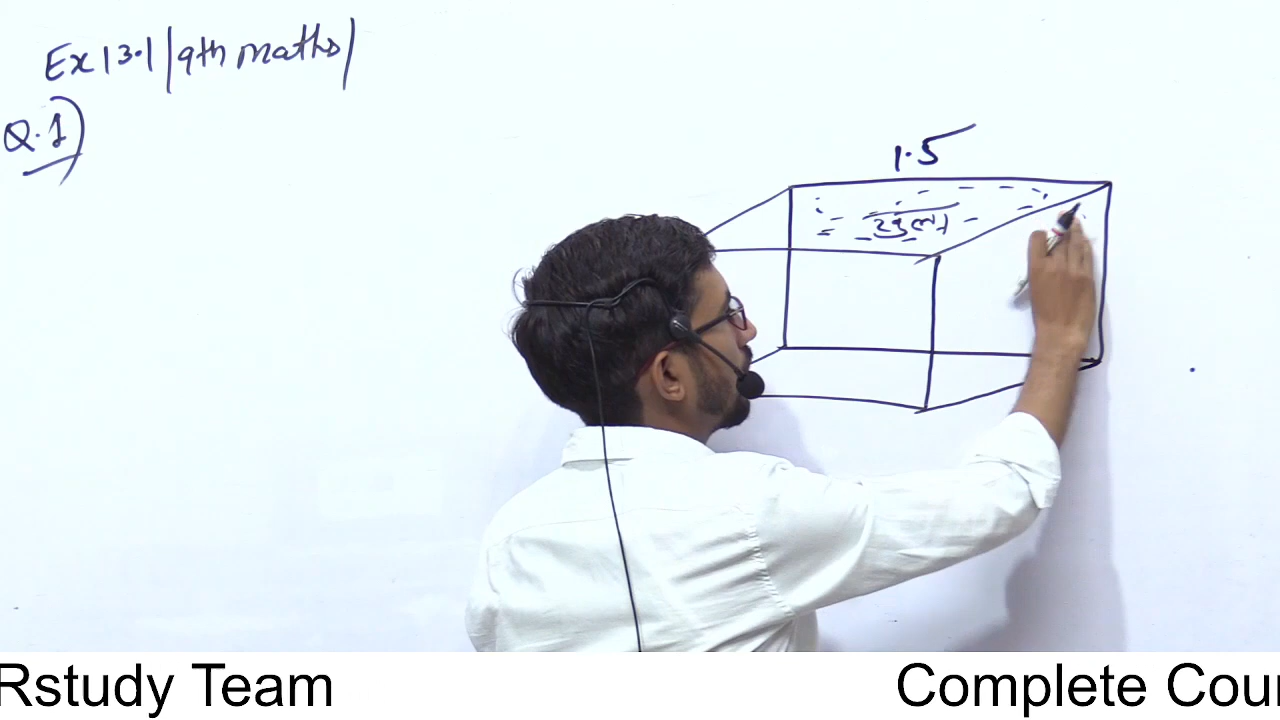 Ex 13.1 | 9th maths |
Q.1)
1.5
खुला
Rstudy Team
Complete Cour